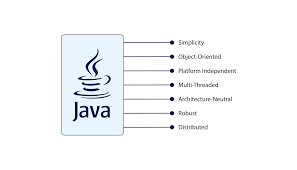 Java
Simplicity
Object-Oriented
Platform Independent
Multi-Threaded
Architecture-Neutral
Robust
Distributed